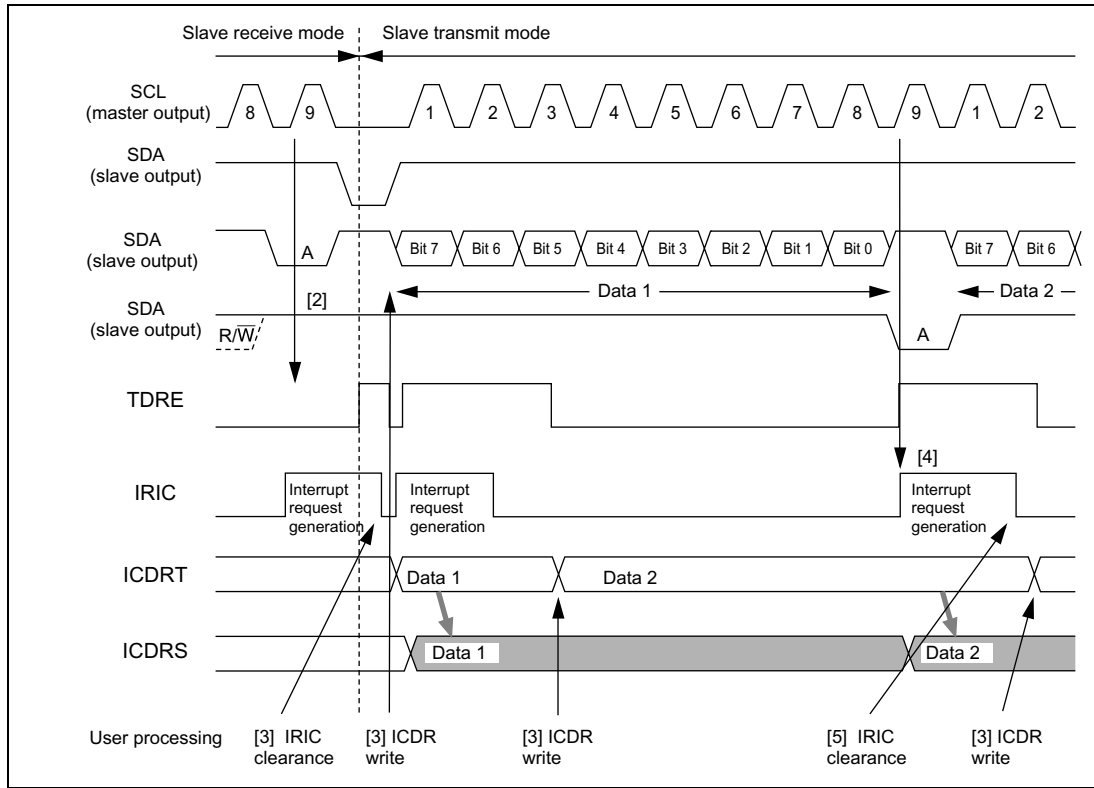 Slave receive mode Slave transmit mode
SCL
(master output)
8 9 1 2 3 4 5 6 7 8 9 1 2
SDA
(slave output)
SDA
(slave output)
A Bit 7 Bit 6 Bit 5 Bit 4 Bit 3 Bit 2 Bit 1 Bit 0 Bit 7 Bit 6
[2] Data 1 Data 2
SDA
(slave output)
R/W̅ A
TDRE
[4]
IRIC
Interrupt
request
generation
Interrupt
request
generation
Interrupt
request
generation
ICDRT
Data 1 Data 2
ICDRS
Data 1 Data 2
User processing
[3] IRIC
clearance
[3] ICDR
write
[3] ICDR
write
[5] IRIC
clearance
[3] ICDR
write